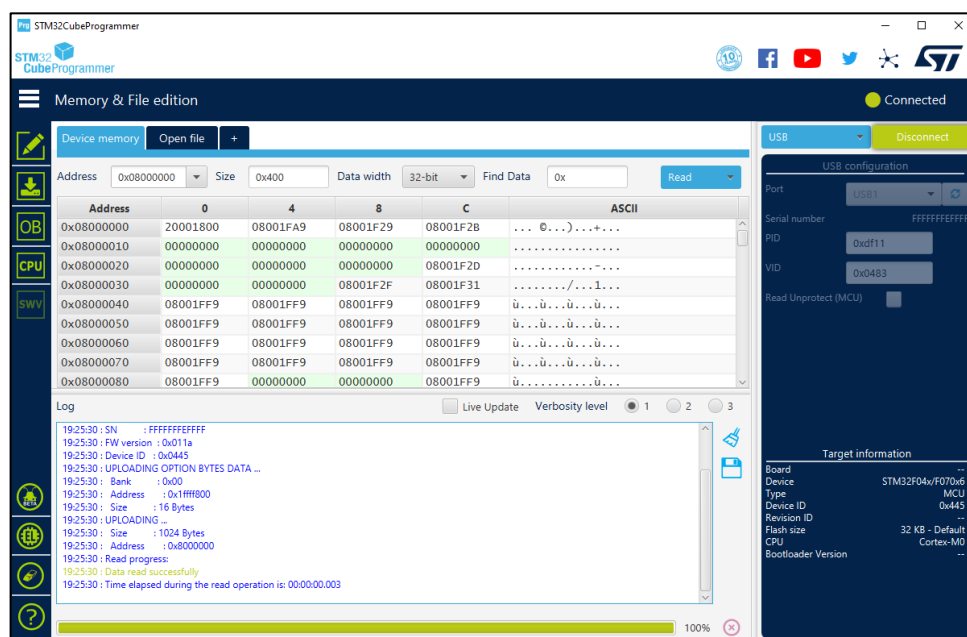 Prg STM32CubeProgrammer
STM32
CubeProgrammer
10
Memory & File edition
Connected
Device memory Open file +
USB Disconnect
Address 0x08000000 Size 0x400 Data width 32-bit Find Data 0x Read
Address 0 4 8 C ASCII
0x08000000 20001800 08001FA9 08001F29 08001F2B ... ©...)...+...
0x08000010 00000000 00000000 00000000 00000000 ................
0x08000020 00000000 00000000 00000000 08001F2D ............-...
0x08000030 00000000 00000000 08001F2F 08001F31 ......../...1...
0x08000040 08001FF9 08001FF9 08001FF9 08001FF9 ù...ù...ù...ù...
0x08000050 08001FF9 08001FF9 08001FF9 08001FF9 ù...ù...ù...ù...
0x08000060 08001FF9 08001FF9 08001FF9 08001FF9 ù...ù...ù...ù...
0x08000070 08001FF9 08001FF9 08001FF9 08001FF9 ù...ù...ù...ù...
0x08000080 08001FF9 00000000 00000000 08001FF9 ù...........ù...
OB
CPU
SWV
BETA
Log Live Update Verbosity level 1 2 3
19:25:30 : SN : FFFFFFEFFFF
19:25:30 : FW version : 0x011a
19:25:30 : Device ID : 0x0445
19:25:30 : UPLOADING OPTION BYTES DATA ...
19:25:30 : Bank : 0x00
19:25:30 : Address : 0x1ffff800
19:25:30 : Size : 16 Bytes
19:25:30 : UPLOADING ...
19:25:30 : Size : 1024 Bytes
19:25:30 : Address : 0x8000000
19:25:30 : Read progress:
19:25:30 : Data read successfully
19:25:30 : Time elapsed during the read operation is: 00:00:00.003
100%
USB configuration
Port USB1
Serial number FFFFFFEFFFF
PID 0xdf11
VID 0x0483
Read Unprotect (MCU)
Target information
Board --
Device STM32F04x/F070x6
Type MCU
Device ID 0x445
Revision ID --
Flash size 32 KB - Default
CPU Cortex-M0
Bootloader Version --